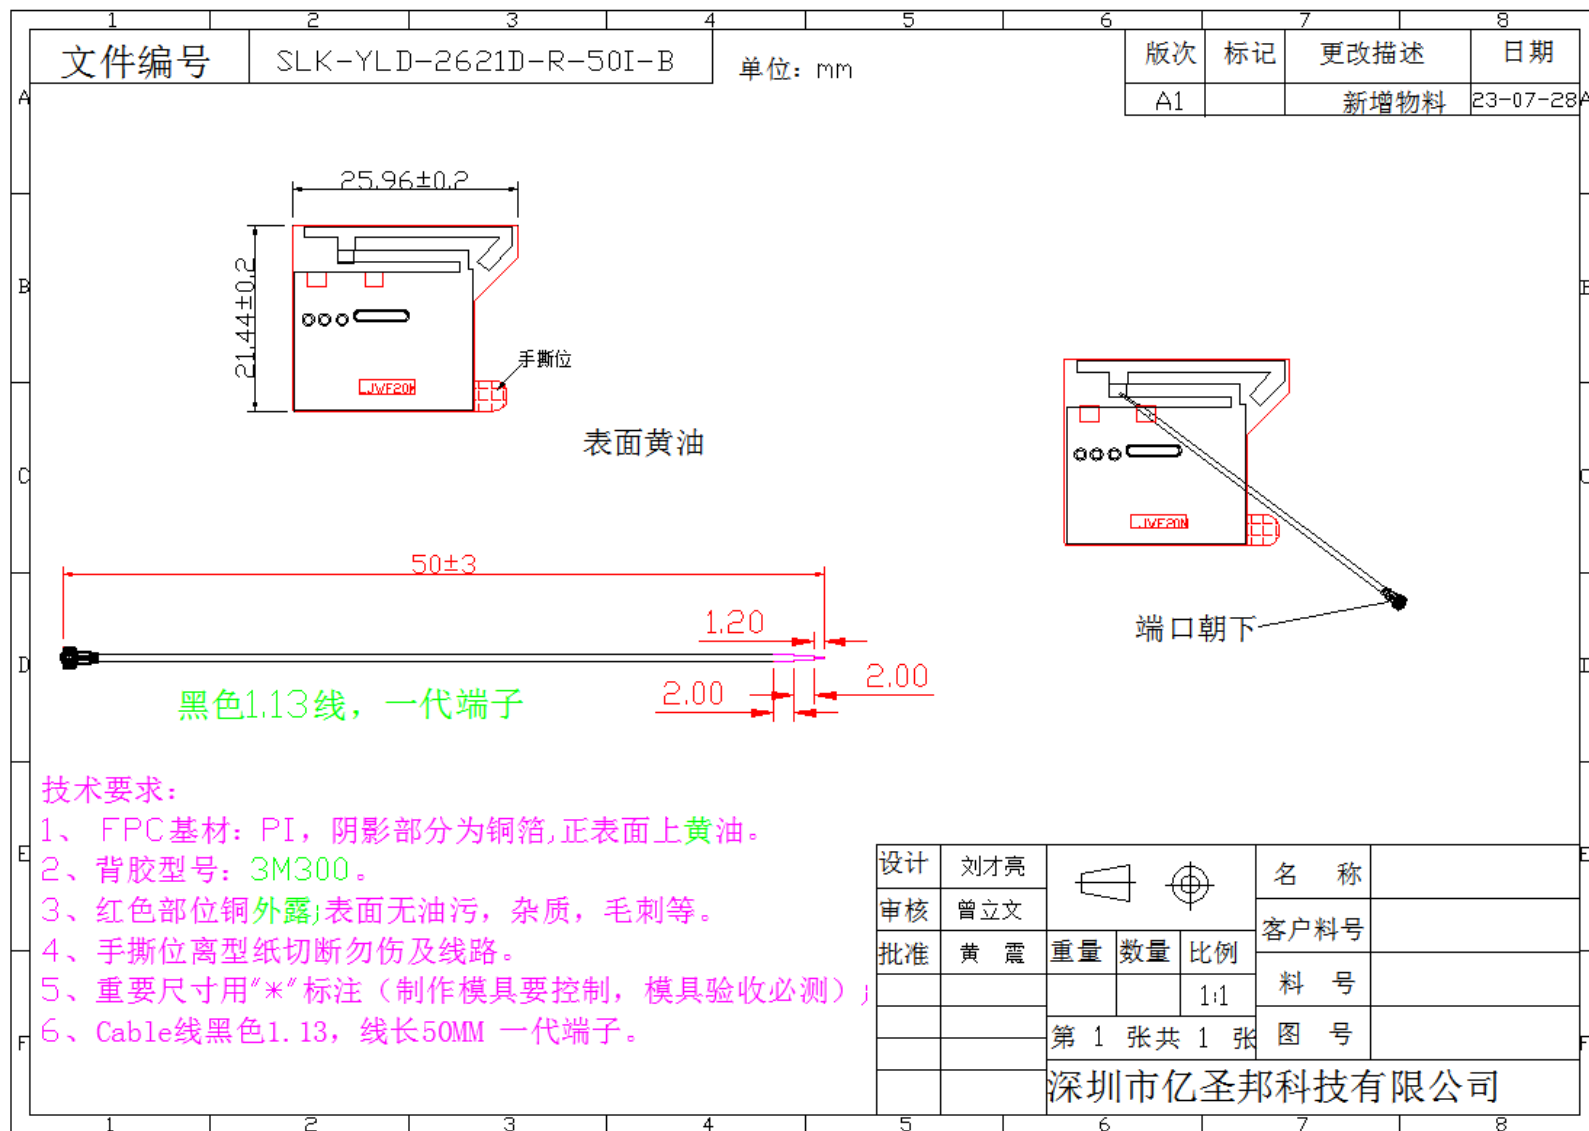 1 2 3 4 5 6 7 8
文件编号 SLK-YLD-2621D-R-50I-B 单位：mm
版次 标记 更改描述 日期
A1 新增物料 23-07-28
A A
25.96±0.2
21.44±0.2
B B
手撕位
表面黄油
C C
50±3
1.20
端口朝下
D D
2.00 2.00
黑色1.13线，一代端子
技术要求：
1、 FPC基材：PI，阴影部分为铜箔,正表面上黄油。
2、背胶型号：3M300。
3、红色部位铜外露;表面无油污，杂质，毛刺等。
4、手撕位离型纸切断勿伤及线路。
5、重要尺寸用"*"标注（制作模具要控制，模具验收必测）;
6、Cable线黑色1.13，线长50MM 一代端子。
E E
F F
设计 刘才亮 名 称
审核 曾立文 客户料号
批准 黄 震 重量 数量 比例
1:1 料 号
第 1 张共 1 张 图 号
深圳市亿圣邦科技有限公司
1 2 3 4 5 6 7 8